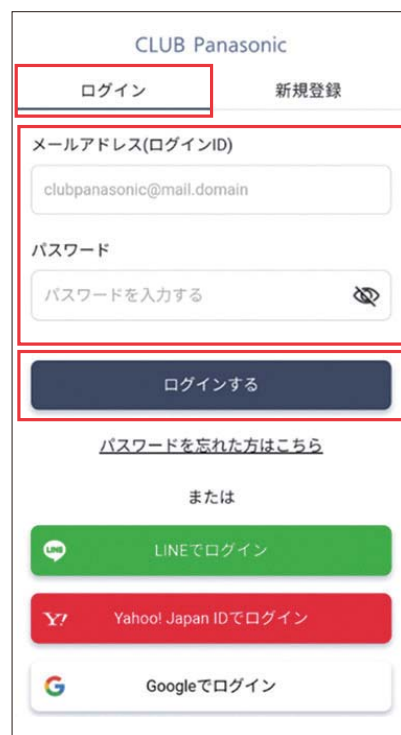 CLUB Panasonic
ログイン 新規登録
メールアドレス(ログインID)
clubpanasonic@mail.domain
パスワード
パスワードを入力する
ログインする
パスワードを忘れた方はこちら
または
LINE LINEでログイン
Y! Yahoo! Japan IDでログイン
G Googleでログイン